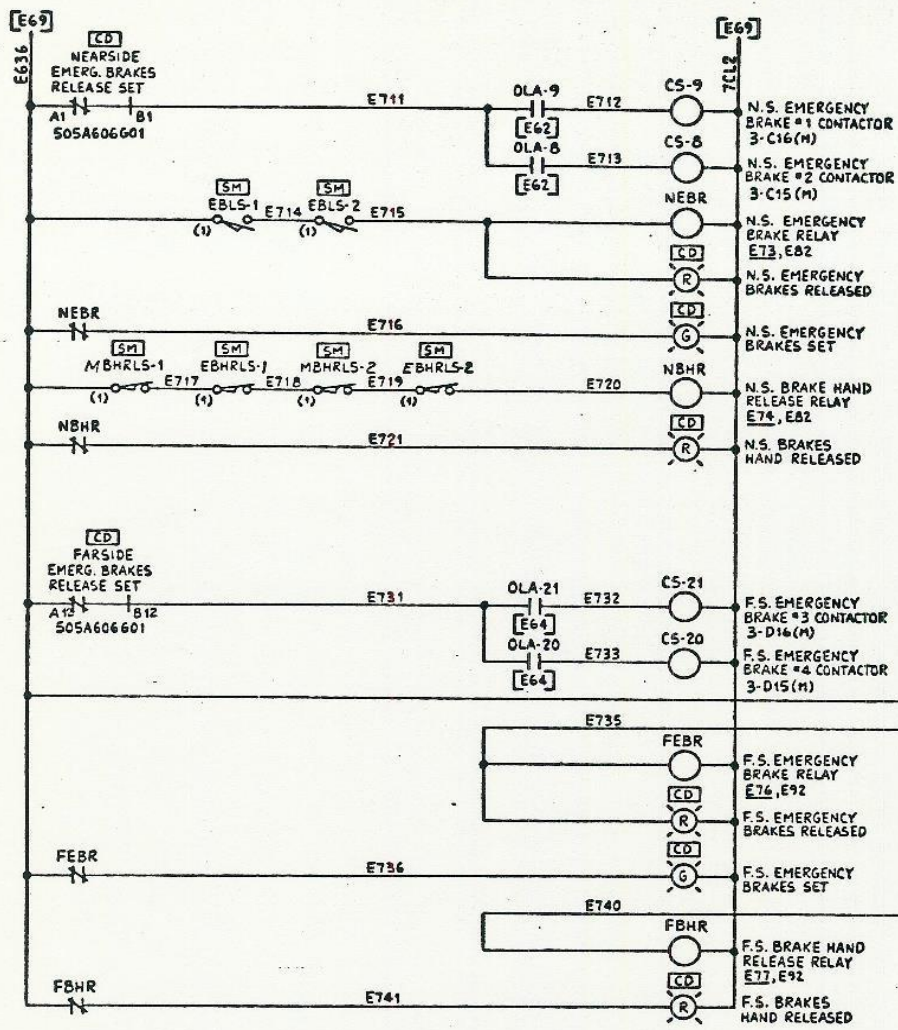 [E69]
[E69]
E636
7CL2
CD
NEARSIDE
EMERG. BRAKES
RELEASE SET
A1 B1
505A606G01
E711
OLA-9
[E62]
E712
CS-9
N.S. EMERGENCY
BRAKE #1 CONTACTOR
3-C16(M)
OLA-8
[E62]
E713
CS-8
N.S. EMERGENCY
BRAKE #2 CONTACTOR
3-C15(M)
SM
EBLS-1
(1)
E714
SM
EBLS-2
(1)
E715
NEBR
N.S. EMERGENCY
BRAKE RELAY
E73, E82
CD
R
N.S. EMERGENCY
BRAKES RELEASED
NEBR
E716
CD
G
N.S. EMERGENCY
BRAKES SET
SM
MBHRLS-1
(1)
E717
SM
EBHRLS-1
(1)
E718
SM
MBHRLS-2
(1)
E719
SM
EBHRLS-2
(1)
E720
NBHR
N.S. BRAKE HAND
RELEASE RELAY
E74, E82
NBHR
E721
CD
R
N.S. BRAKES
HAND RELEASED
CD
FARSIDE
EMERG. BRAKES
RELEASE SET
A12 B12
505A606G01
E731
OLA-21
[E64]
E732
CS-21
F.S. EMERGENCY
BRAKE #3 CONTACTOR
3-D16(M)
OLA-20
[E64]
E733
CS-20
F.S. EMERGENCY
BRAKE #4 CONTACTOR
3-D15(M)
E735
FEBR
F.S. EMERGENCY
BRAKE RELAY
E76, E92
CD
R
F.S. EMERGENCY
BRAKES RELEASED
FEBR
E736
CD
G
F.S. EMERGENCY
BRAKES SET
E740
FBHR
F.S. BRAKE HAND
RELEASE RELAY
E77, E92
FBHR
E741
CD
R
F.S. BRAKES
HAND RELEASED